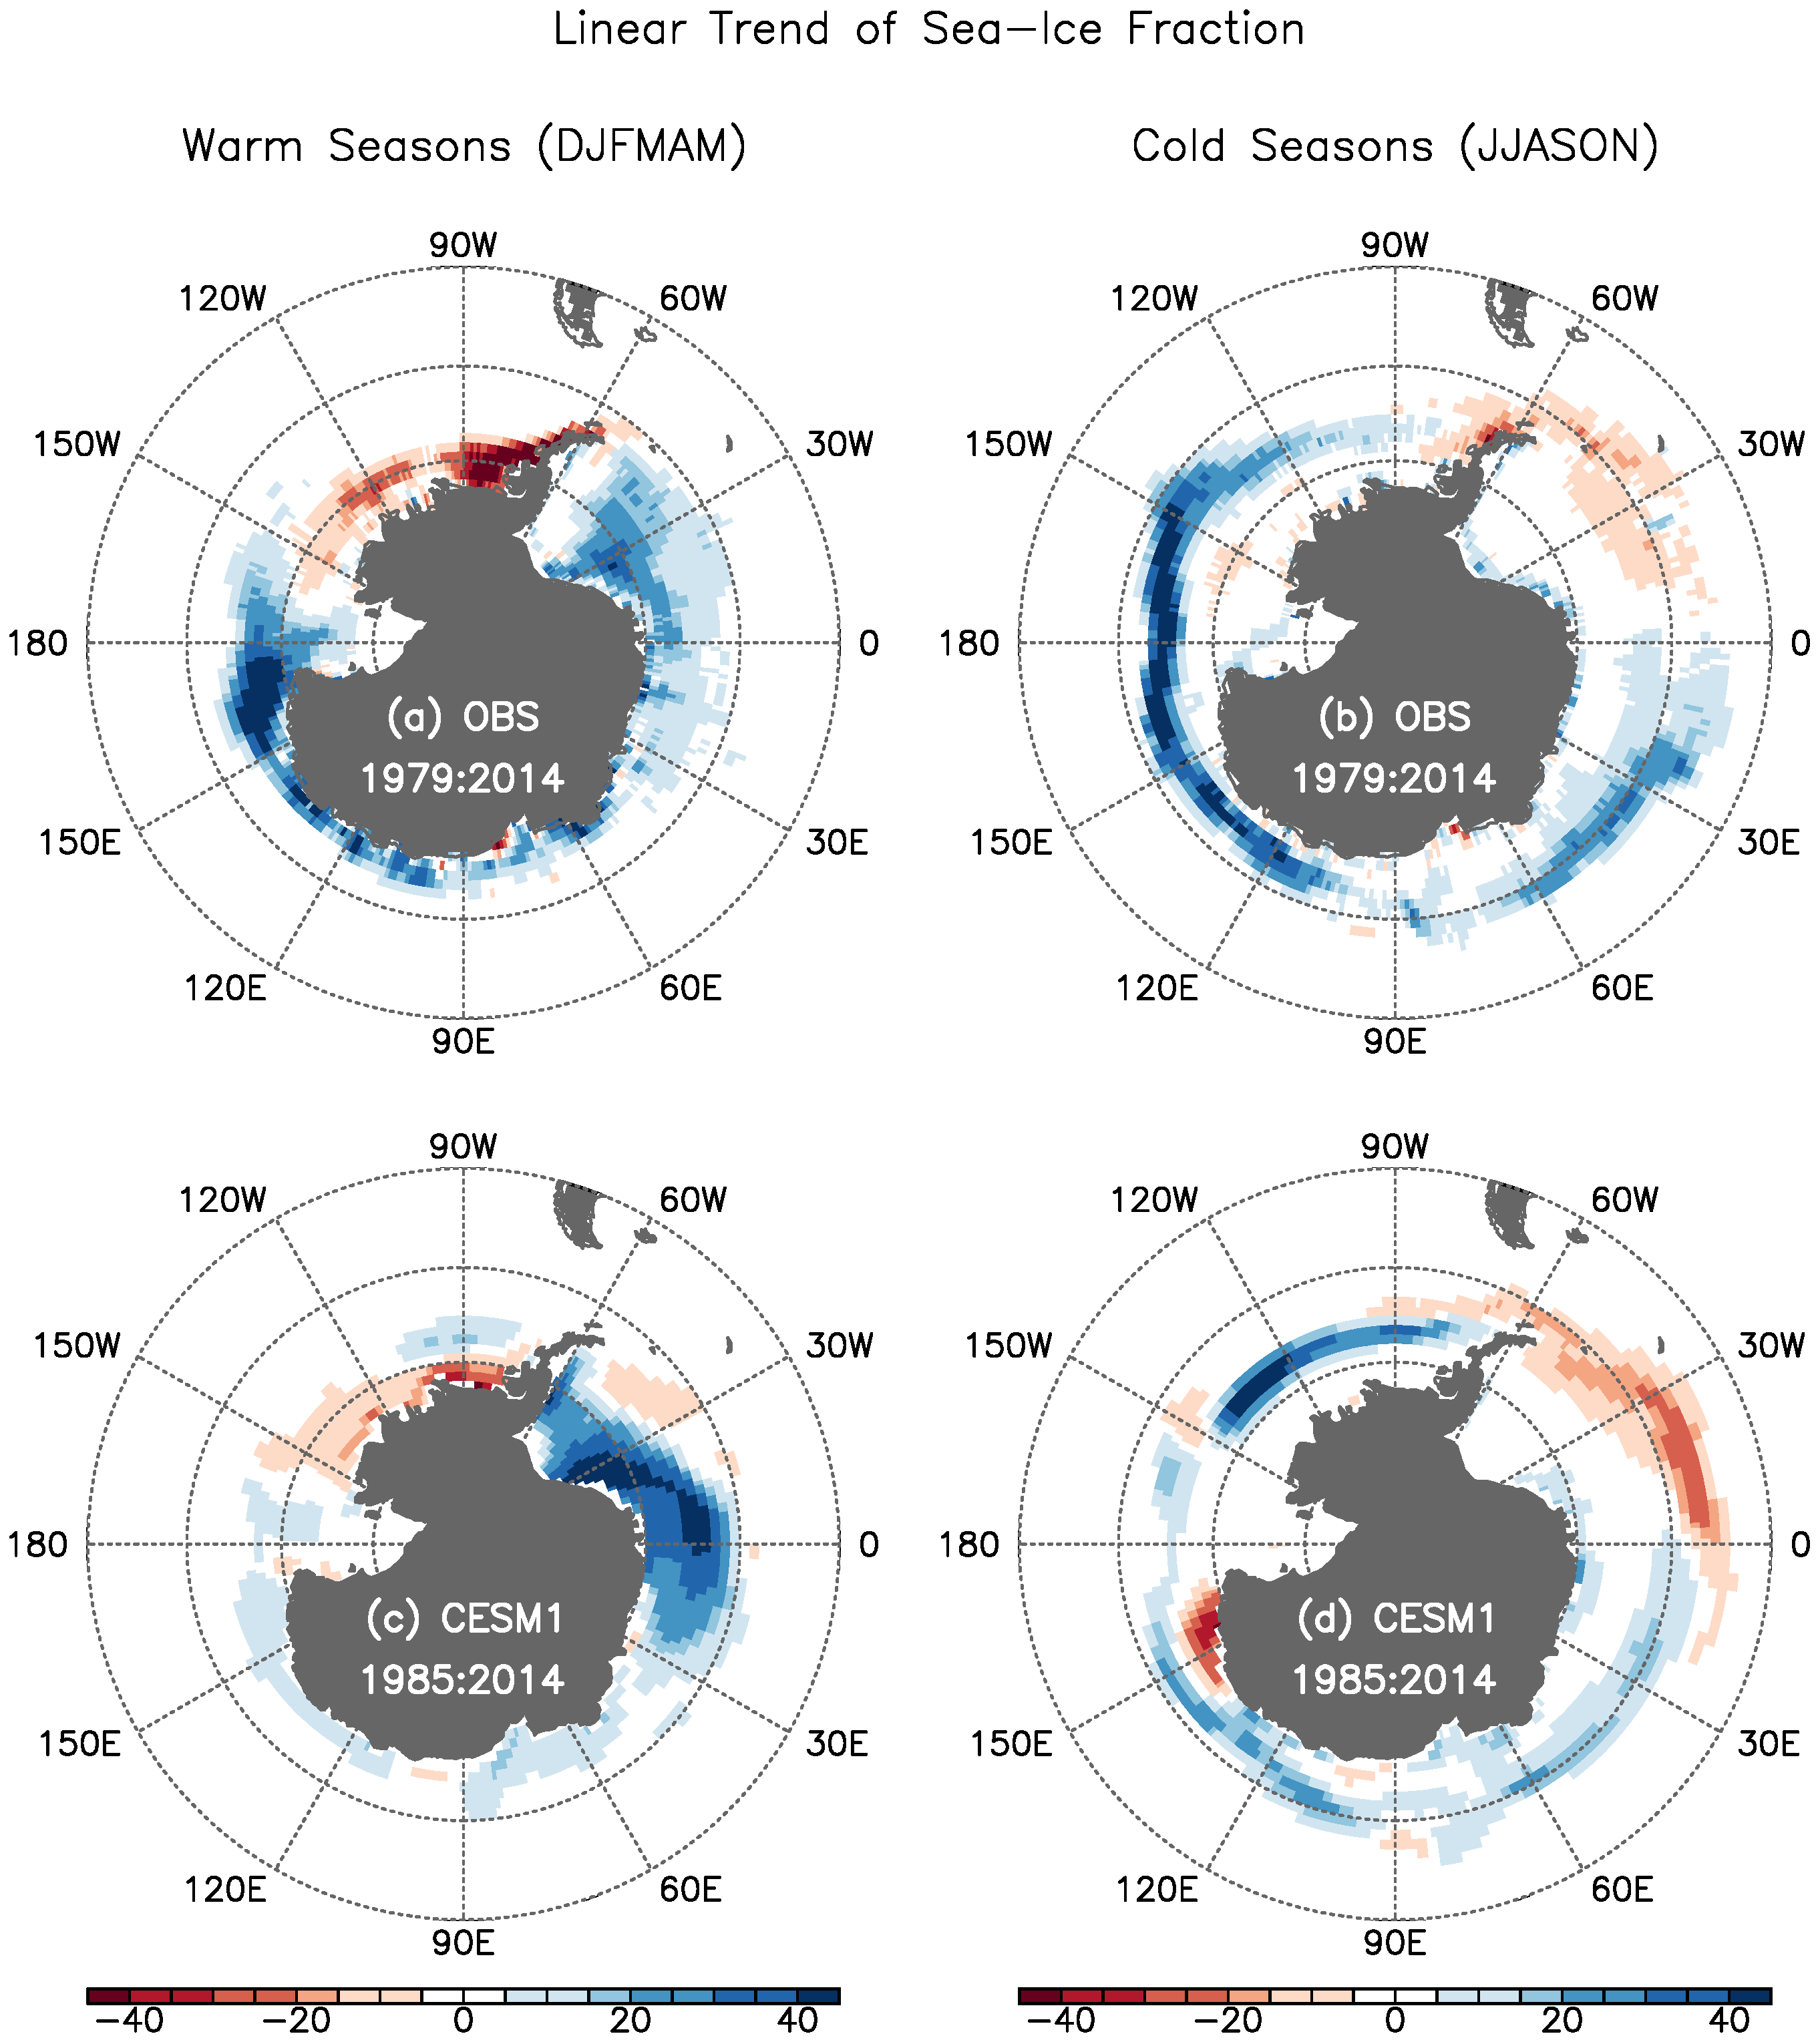 Linear Trend of Sea-Ice Fraction
Warm Seasons (DJFMAM)
Cold Seasons (JJASON)
90W
120W 60W
150W 30W
180 0
(a) OBS
1979:2014
150E 30E
120E 60E
90E
90W
120W 60W
150W 30W
180 0
(b) OBS
1979:2014
150E 30E
120E 60E
90E
90W
120W 60W
150W 30W
180 0
(c) CESM1
1985:2014
150E 30E
120E 60E
90E
90W
120W 60W
150W 30W
180 0
(d) CESM1
1985:2014
150E 30E
120E 60E
90E
-40 -20 0 20 40
-40 -20 0 20 40